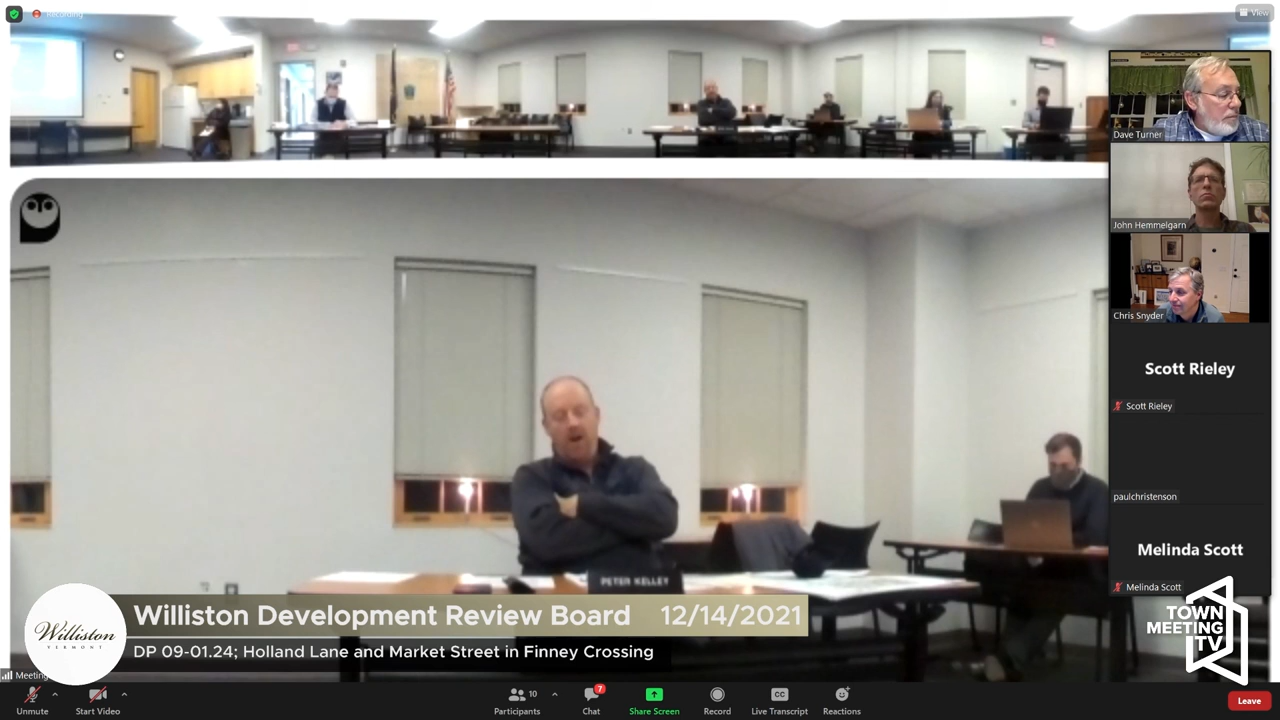 Recording
View
Dave Turner
John Hemmelgarn
Chris Snyder
Scott Rieley
Scott Rieley
paulchristenson
Melinda Scott
Melinda Scott
PETER KELLEY
Williston Development Review Board 12/14/2021
DP 09-01.24; Holland Lane and Market Street in Finney Crossing
Williston
VERMONT
TOWN
MEETING
TV
Meeting
Unmute
Start Video
Participants
10
Chat
7
Share Screen
Record
CC
Live Transcript
Reactions
Leave